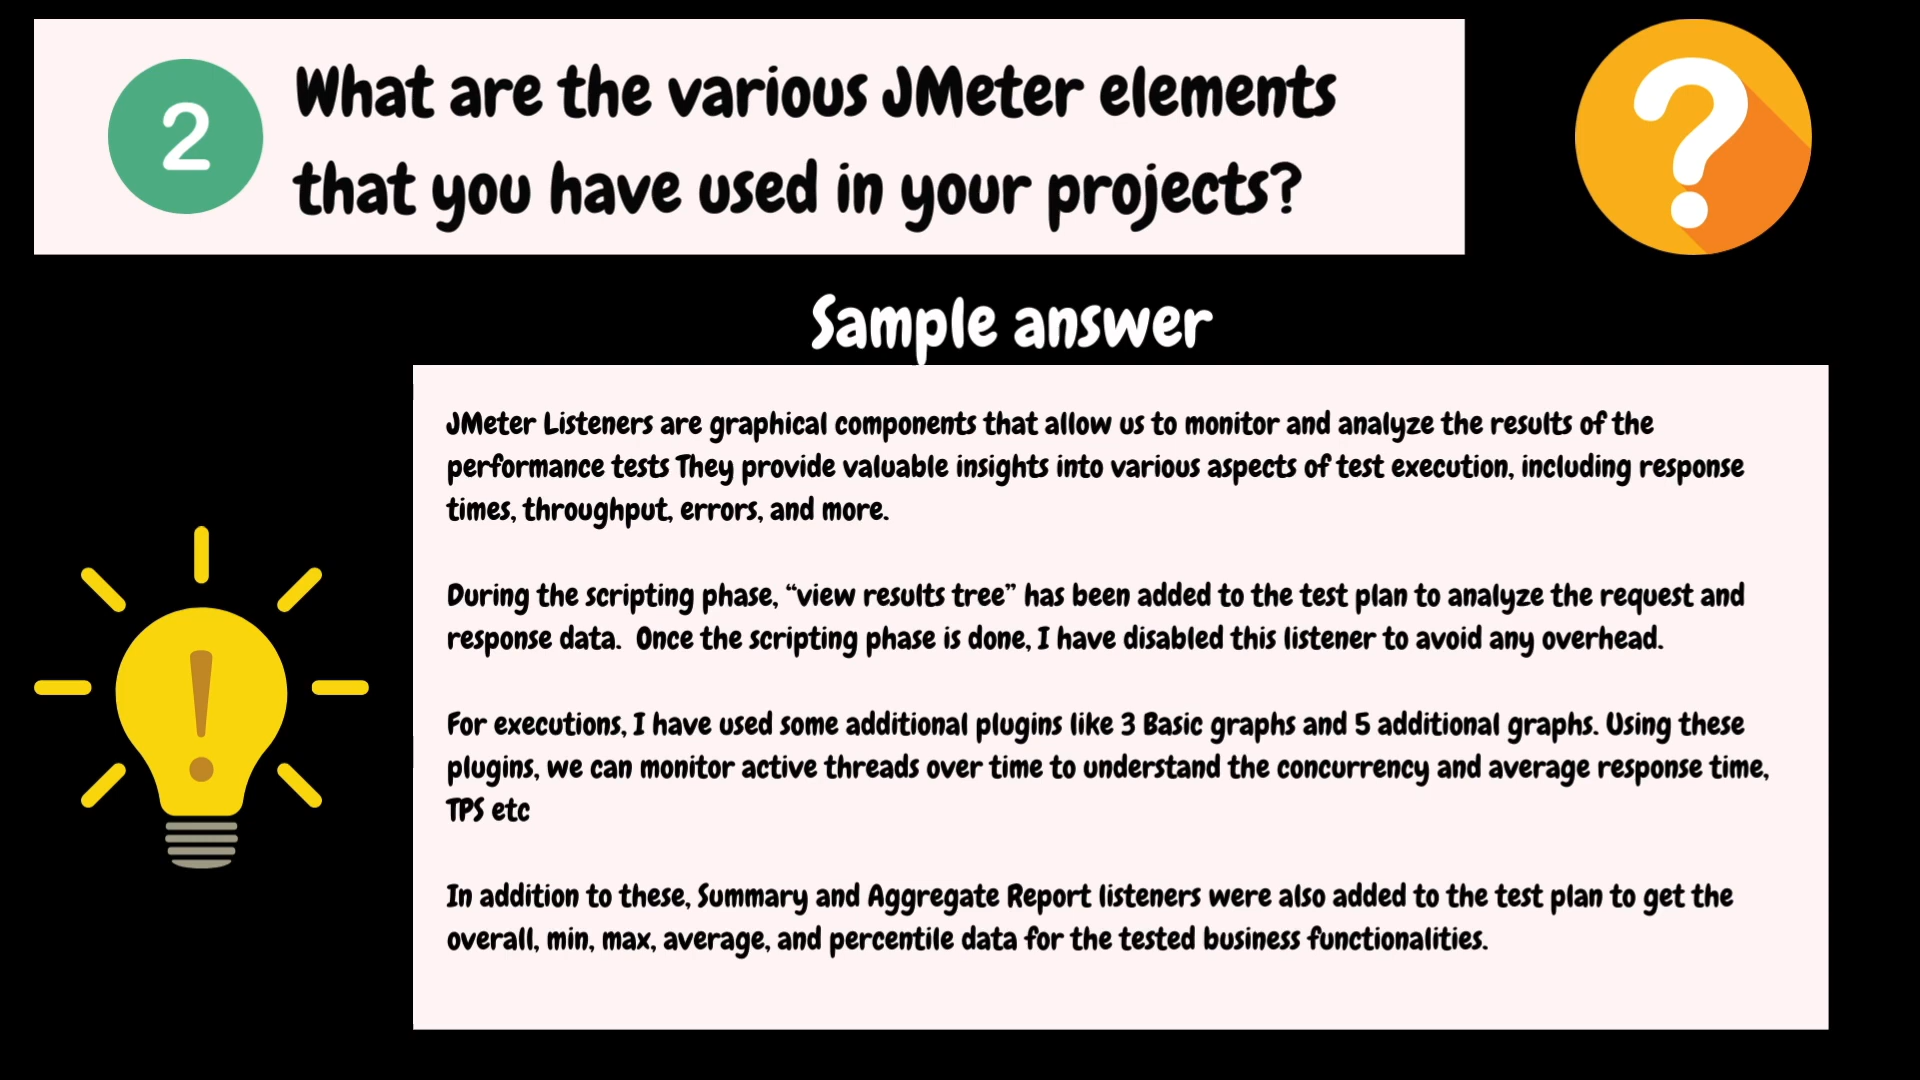 2
What are the various JMeter elements
that you have used in your projects?
?
Sample answer
JMeter Listeners are graphical components that allow us to monitor and analyze the results of the
performance tests They provide valuable insights into various aspects of test execution, including response
times, throughput, errors, and more.
During the scripting phase, “view results tree” has been added to the test plan to analyze the request and
response data.  Once the scripting phase is done, I have disabled this listener to avoid any overhead.
For executions, I have used some additional plugins like 3 Basic graphs and 5 additional graphs. Using these
plugins, we can monitor active threads over time to understand the concurrency and average response time,
TPS etc
In addition to these, Summary and Aggregate Report listeners were also added to the test plan to get the
overall, min, max, average, and percentile data for the tested business functionalities.
!